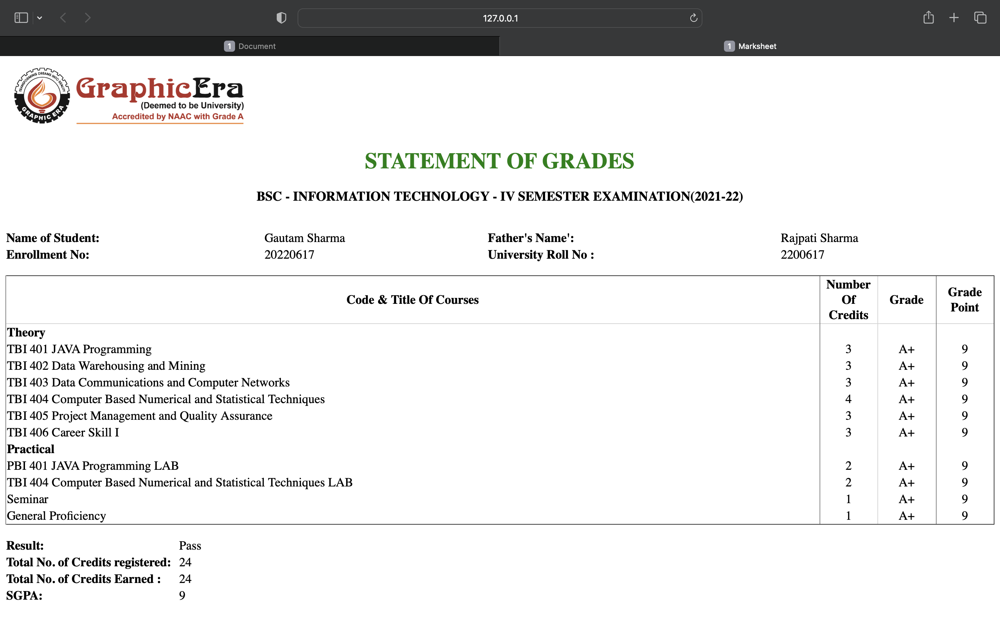 127.0.0.1
1 Document
1 Marksheet
TRANSFORMING DREAMS INTO REALITY
GRAPHIC ERA
GraphicEra
(Deemed to be University)
Accredited by NAAC with Grade A
STATEMENT OF GRADES
BSC - INFORMATION TECHNOLOGY - IV SEMESTER EXAMINATION(2021-22)
Name of Student: Gautam Sharma Father's Name': Rajpati Sharma
Enrollment No: 20220617 University Roll No : 2200617
Code & Title Of Courses Number Of Credits Grade Grade Point
Theory
TBI 401 JAVA Programming 3 A+ 9
TBI 402 Data Warehousing and Mining 3 A+ 9
TBI 403 Data Communications and Computer Networks 3 A+ 9
TBI 404 Computer Based Numerical and Statistical Techniques 4 A+ 9
TBI 405 Project Management and Quality Assurance 3 A+ 9
TBI 406 Career Skill I 3 A+ 9
Practical
PBI 401 JAVA Programming LAB 2 A+ 9
TBI 404 Computer Based Numerical and Statistical Techniques LAB 2 A+ 9
Seminar 1 A+ 9
General Proficiency 1 A+ 9
Result: Pass
Total No. of Credits registered: 24
Total No. of Credits Earned : 24
SGPA: 9